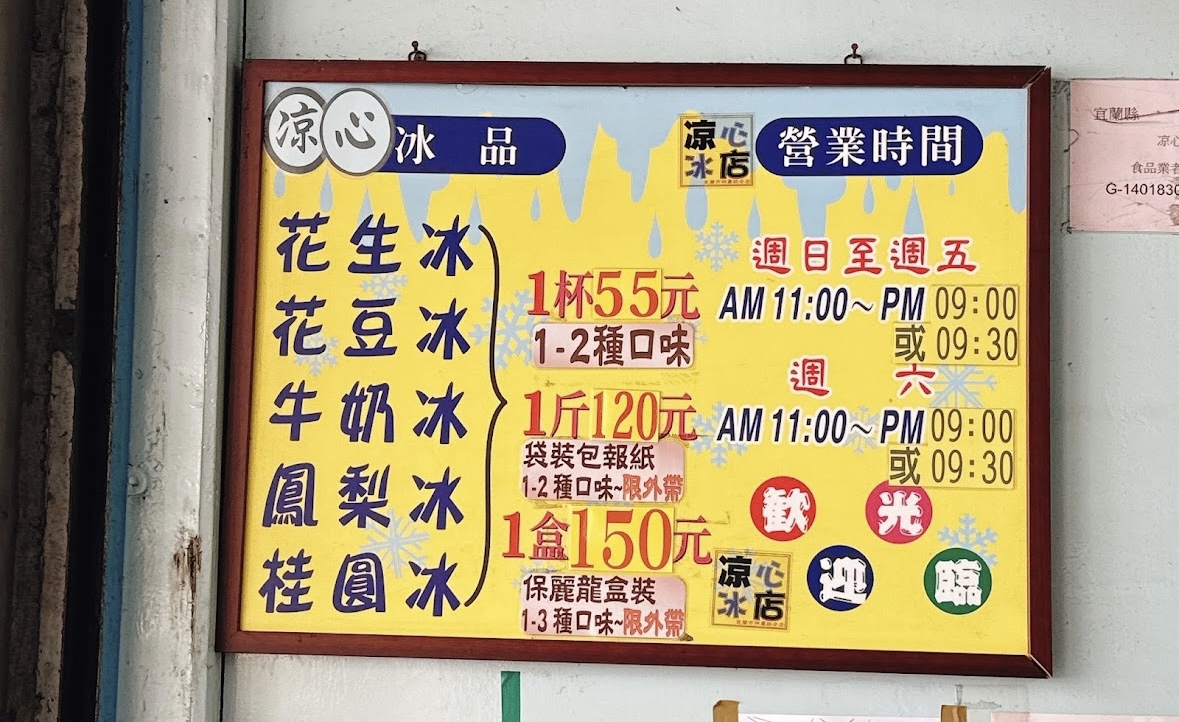 凉心冰品
花生冰
花豆冰
牛奶冰
鳳梨冰
桂圓冰
1杯55元
1-2種口味
1斤120元
袋裝包報紙
1-2種口味~限外帶
1盒150元
保麗龍盒裝
1-3種口味~限外帶
凉心
冰店
營業時間
週日至週五
AM 11:00~PM 09:00
或 09:30
週六
AM 11:00~PM 09:00
或 09:30
歡迎光臨
凉心
冰店
宜蘭縣
凉心
食品業者
G-1401830